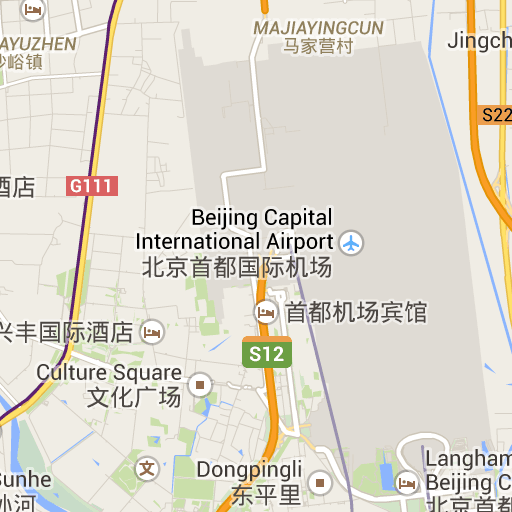 Beijing
MAJIAYINGCUN
马家营村
Jingch
AYUZHEN
沙峪镇
S22
G111
酒店
Beijing Capital
International Airport
北京首都国际机场
首都机场宾馆
兴丰国际酒店
S12
Culture Square
文化广场
文
Dongpingli
东平里
Sunhe
孙河
Langham
Beijing C
北京首都